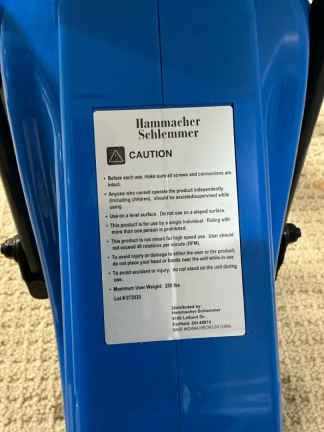 Hammacher
Schlemmer
CAUTION
• Before each use, make sure all screws and connections are
intact.
• Anyone who cannot operate the product independently
(including children), should be assisted/supervised while
using.
• Use on a level surface. Do not use on a sloped surface.
• This product is for use by a single individual. Riding with
more than one person is prohibited.
• This product is not meant for high speed use. User should
not exceed 80 rotations per minute (RPM).
• To avoid injury or damage to either the user or the product,
do not place your head or hands near the unit while in use.
• To avoid accident or injury, do not stand on the unit during
use.
• Maximum User Weight: 250 lbs.
Lot #
Distributed by:
Hammacher Schlemmer
9180 LeSaint Dr.
Fairfield, OH 45014